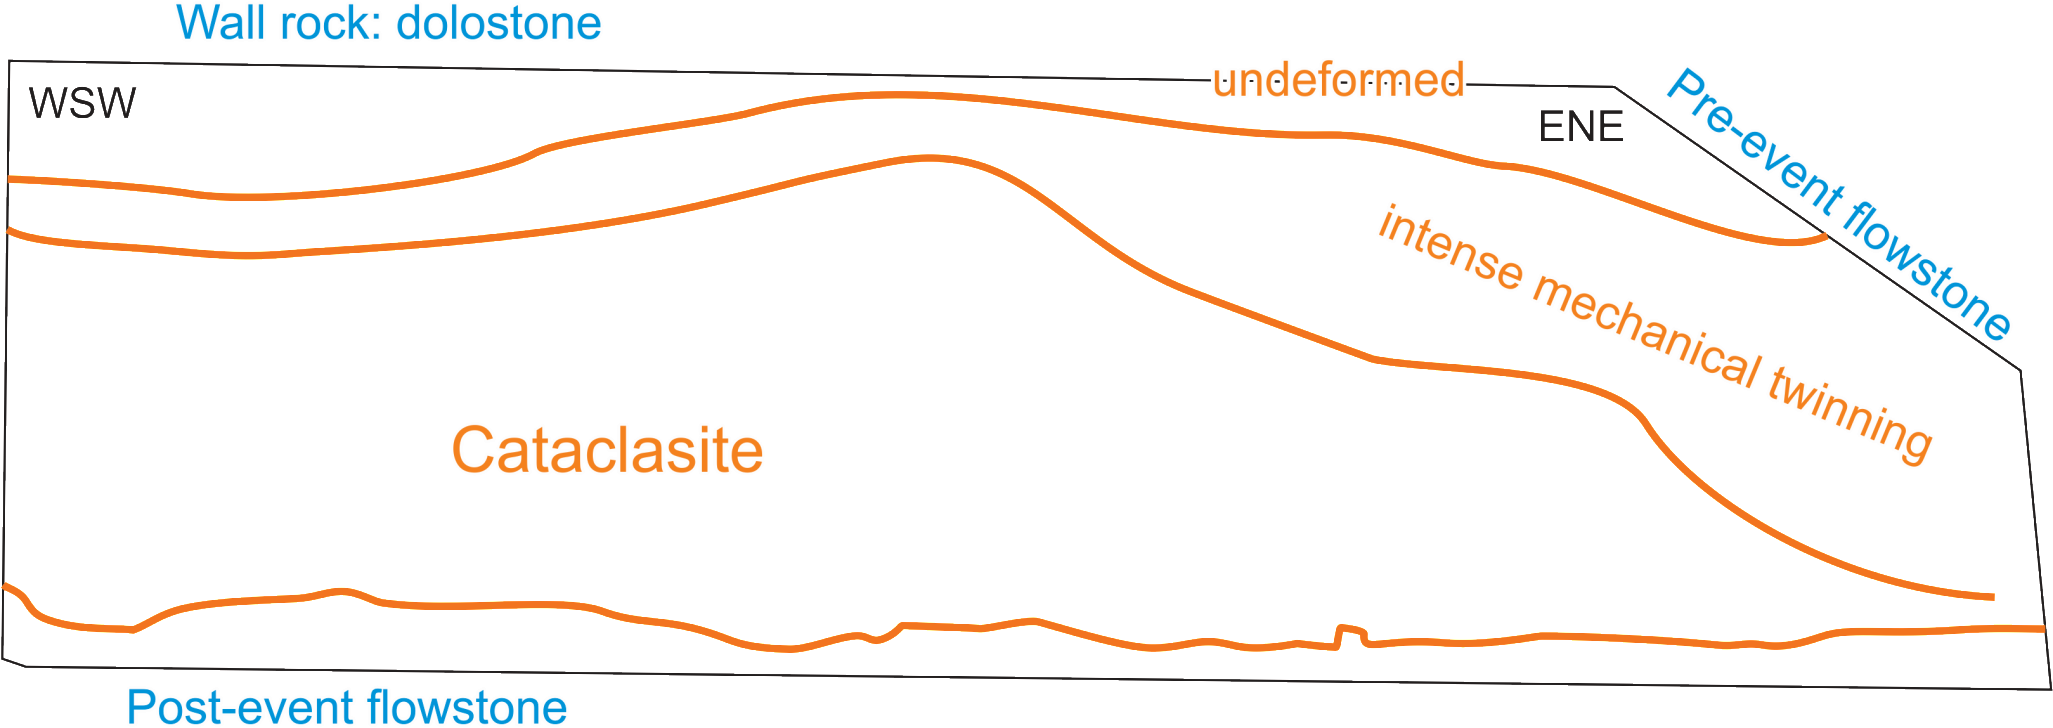 Wall rock: dolostone
undeformed
WSW
ENE
Pre-event flowstone
intense mechanical twinning
Cataclasite
Post-event flowstone